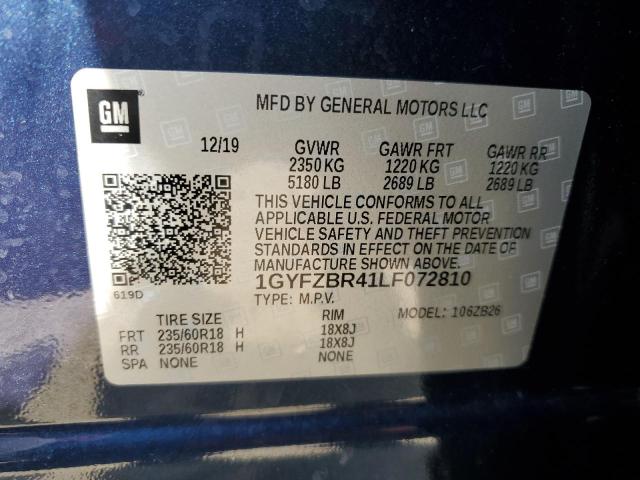 GM
MFD BY GENERAL MOTORS LLC
12/19 GVWR GAWR FRT GAWR RR
2350 KG 1220 KG 1220 KG
5180 LB 2689 LB 2689 LB
THIS VEHICLE CONFORMS TO ALL
APPLICABLE U.S. FEDERAL MOTOR
VEHICLE SAFETY AND THEFT PREVENTION
STANDARDS IN EFFECT ON THE DATE OF
MANUFACTURE SHOWN ABOVE.
619D 1GYFZBR41LF072810
TYPE: M.P.V. MODEL: 106ZB26
TIRE SIZE RIM
FRT 235/60R18 H 18X8J
RR 235/60R18 H 18X8J
SPA NONE NONE